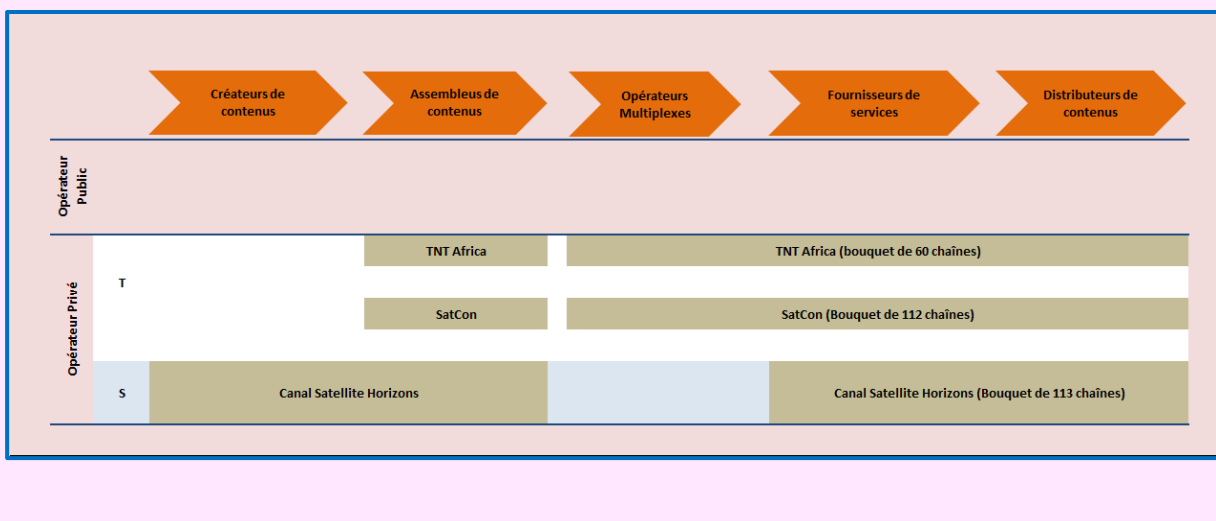 Créateurs de
contenus
Assembleus de
contenus
Opérateurs
Multiplexes
Fournisseurs de
services
Distributeurs de
contenus
Opérateur
Public
Opérateur Privé
T
TNT Africa
TNT Africa (bouquet de 60 chaînes)
SatCon
SatCon (Bouquet de 112 chaînes)
S
Canal Satellite Horizons
Canal Satellite Horizons (Bouquet de 113 chaînes)